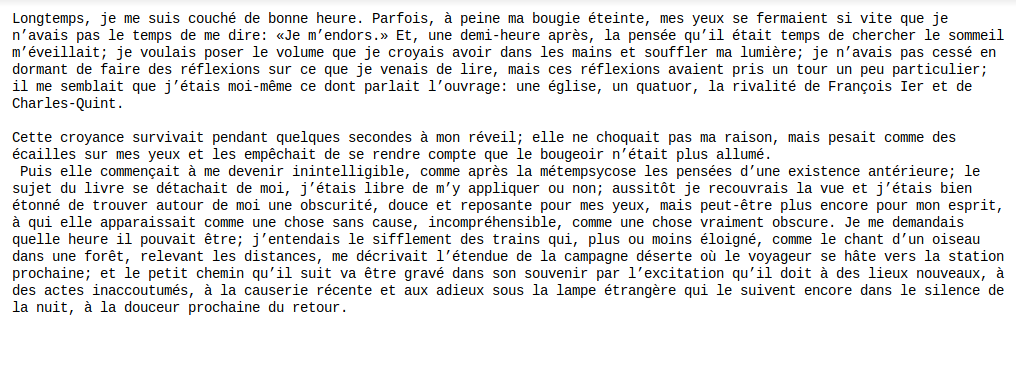 Longtemps, je me suis couché de bonne heure. Parfois, à peine ma bougie éteinte, mes yeux se fermaient si vite que je
n’avais pas le temps de me dire: «Je m’endors.» Et, une demi-heure après, la pensée qu’il était temps de chercher le sommeil
m’éveillait; je voulais poser le volume que je croyais avoir dans les mains et souffler ma lumière; je n’avais pas cessé en
dormant de faire des réflexions sur ce que je venais de lire, mais ces réflexions avaient pris un tour un peu particulier;
il me semblait que j’étais moi-même ce dont parlait l’ouvrage: une église, un quatuor, la rivalité de François Ier et de
Charles-Quint.

Cette croyance survivait pendant quelques secondes à mon réveil; elle ne choquait pas ma raison, mais pesait comme des
écailles sur mes yeux et les empêchait de se rendre compte que le bougeoir n’était plus allumé.
 Puis elle commençait à me devenir inintelligible, comme après la métempsycose les pensées d’une existence antérieure; le
sujet du livre se détachait de moi, j’étais libre de m’y appliquer ou non; aussitôt je recouvrais la vue et j’étais bien
étonné de trouver autour de moi une obscurité, douce et reposante pour mes yeux, mais peut-être plus encore pour mon esprit,
à qui elle apparaissait comme une chose sans cause, incompréhensible, comme une chose vraiment obscure. Je me demandais
quelle heure il pouvait être; j’entendais le sifflement des trains qui, plus ou moins éloigné, comme le chant d’un oiseau
dans une forêt, relevant les distances, me décrivait l’étendue de la campagne déserte où le voyageur se hâte vers la station
prochaine; et le petit chemin qu’il suit va être gravé dans son souvenir par l’excitation qu’il doit à des lieux nouveaux, à
des actes inaccoutumés, à la causerie récente et aux adieux sous la lampe étrangère qui le suivent encore dans le silence de
la nuit, à la douceur prochaine du retour.